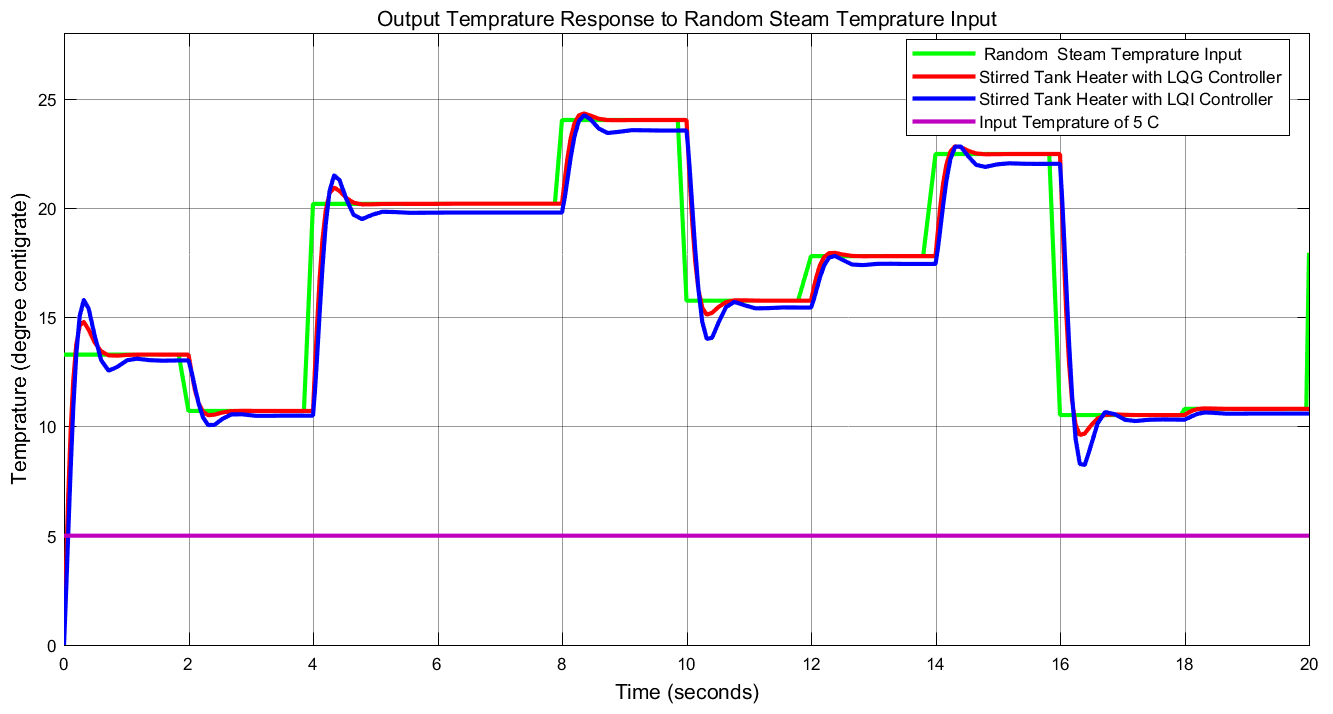 Output Temprature Response to Random Steam Temprature Input
Random  Steam Temprature Input
Stirred Tank Heater with LQG Controller
Stirred Tank Heater with LQI Controller
Input Temprature of 5 C
Temprature (degree centigrate)
25
20
15
10
5
0
0 2 4 6 8 10 12 14 16 18 20
Time (seconds)